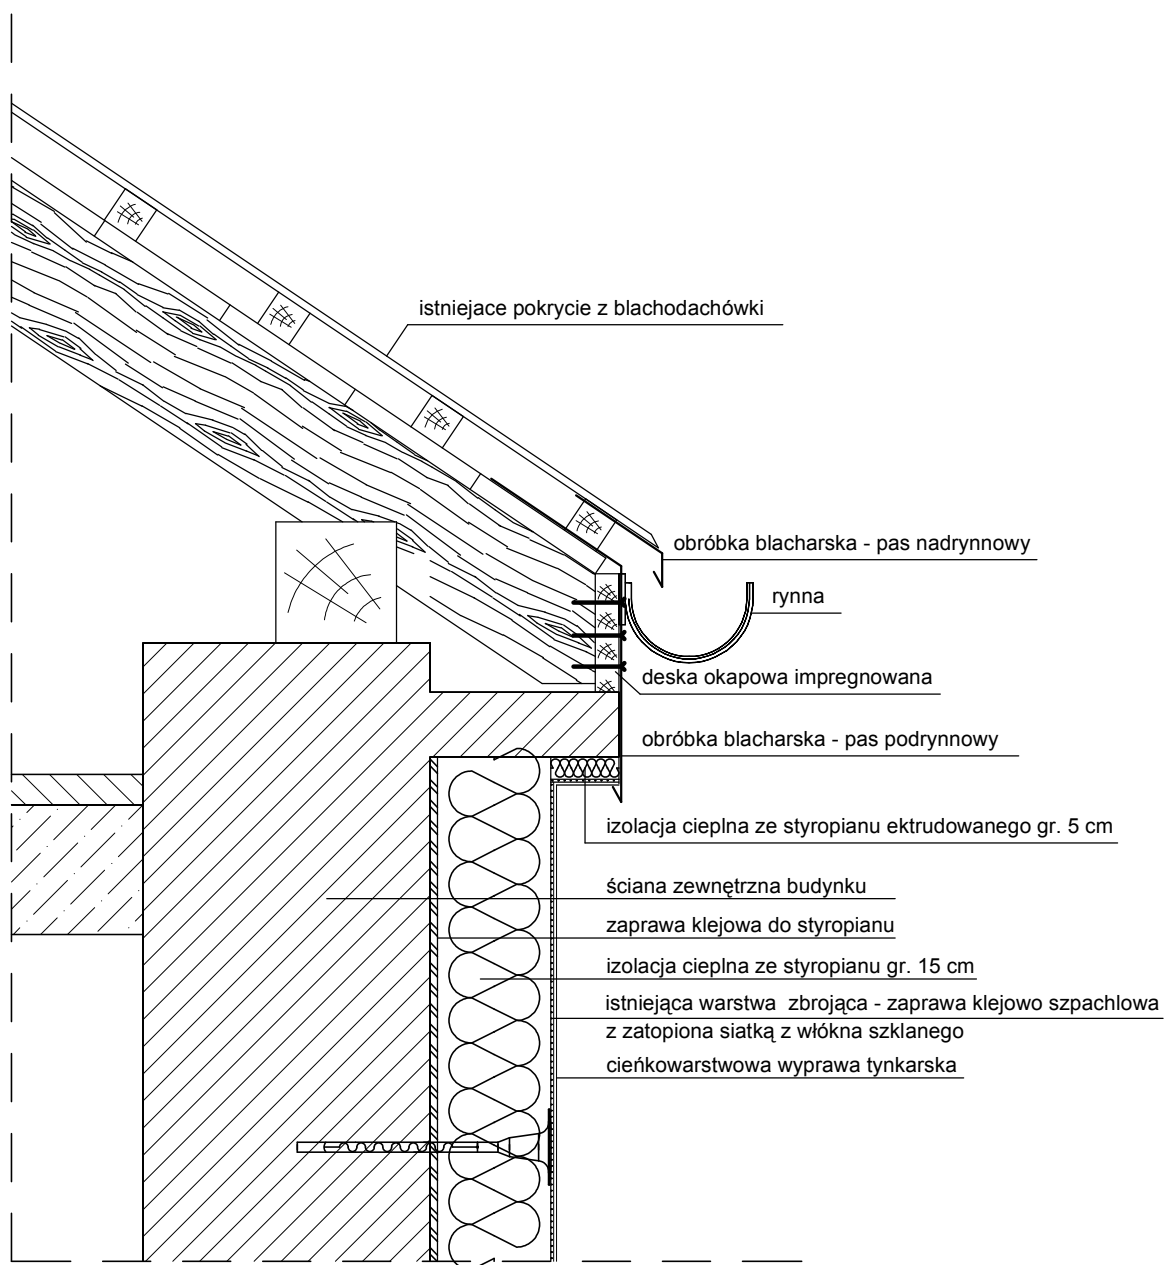 istniejace pokrycie z blachodachówki
obróbka blacharska - pas nadrynnowy
rynna
deska okapowa impregnowana
obróbka blacharska - pas podrynnowy
izolacja cieplna ze styropianu ektrudowanego gr. 5 cm
ściana zewnętrzna budynku
zaprawa klejowa do styropianu
izolacja cieplna ze styropianu gr. 15 cm
istniejąca warstwa zbrojąca - zaprawa klejowo szpachlowa
z zatopiona siatką z włókna szklanego
cieńkowarstwowa wyprawa tynkarska